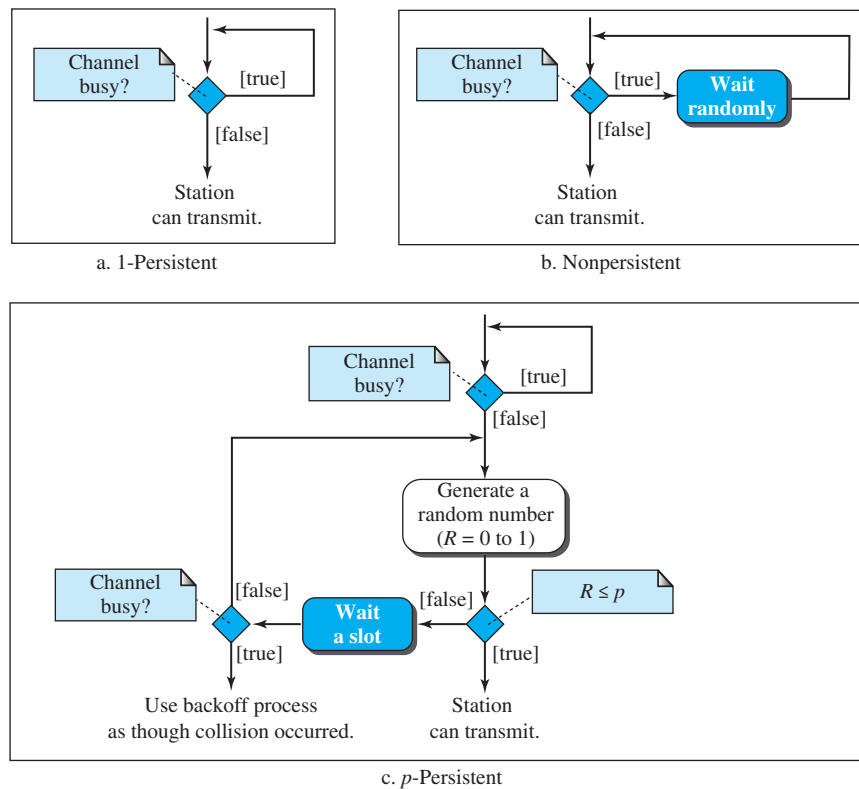 Channel
busy?
[true]
[false]
Station
can transmit.
a. 1-Persistent
Channel
busy?
[true]
Wait
randomly
[false]
Station
can transmit.
b. Nonpersistent
Channel
busy?
[true]
[false]
Generate a
random number
(R = 0 to 1)
Channel
busy?
[false]
Wait
a slot
[false]
R ≤ p
[true]
[true]
Use backoff process
as though collision occurred.
Station
can transmit.
c. p-Persistent